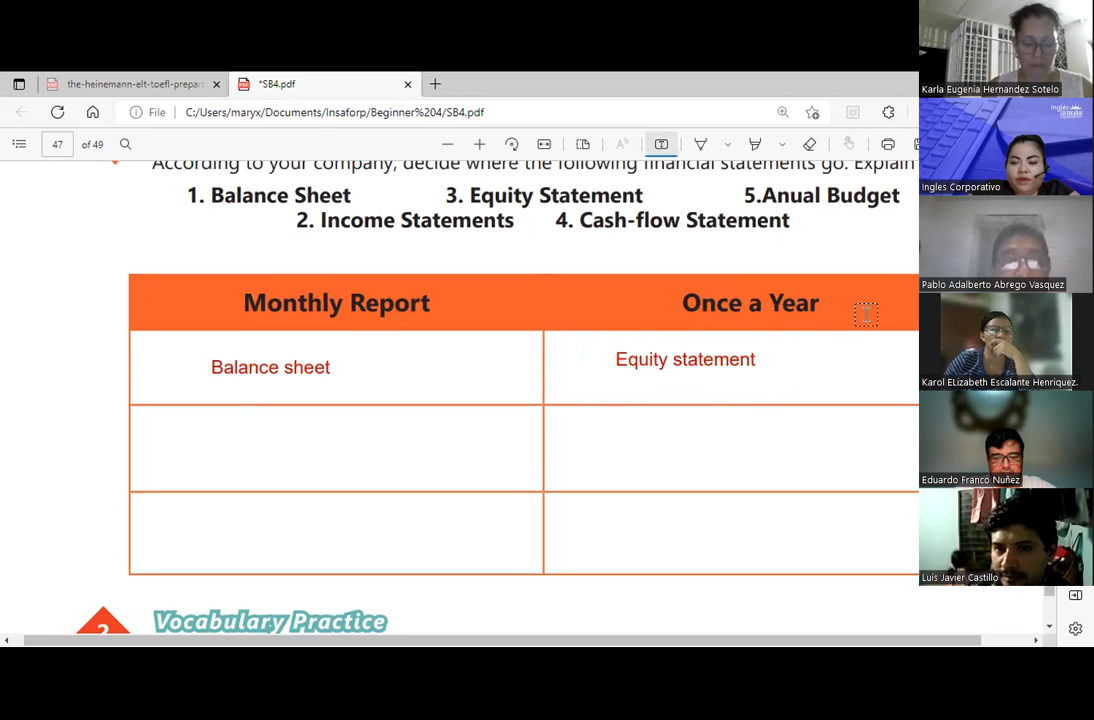 the-heinemann-elt-toefl-prepar
*SB4.pdf
File
C:/Users/maryx/Documents/Insaforp/Beginner%204/SB4.pdf
47 of 49
According to your company, decide where the following financial statements go. Explain
1. Balance Sheet 3. Equity Statement 5.Anual Budget
2. Income Statements 4. Cash-flow Statement
Monthly Report Once a Year
Balance sheet Equity statement
2 Vocabulary Practice
Karla Eugenia Hernandez Sotelo
Ingles Corporativo
Pablo Adalberto Abrego Vasquez
Karol ELizabeth Escalante Henriquez.
Eduardo Franco Nuñez
Luis Javier Castillo